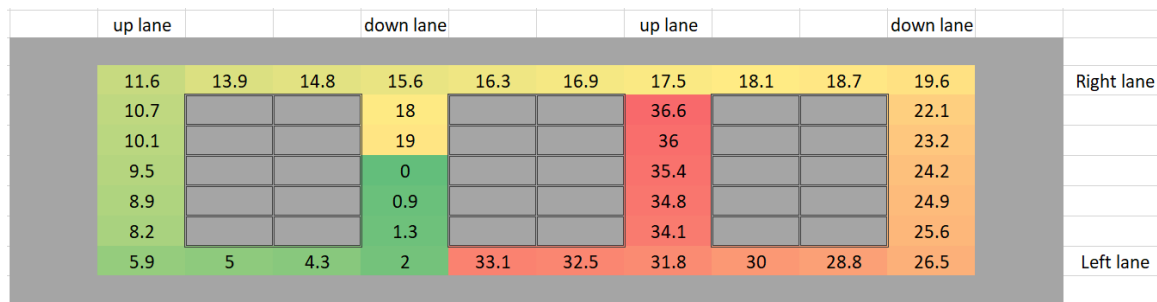 up lane down lane up lane down lane
11.6 13.9 14.8 15.6 16.3 16.9 17.5 18.1 18.7 19.6 Right lane
10.7 18 36.6 22.1
10.1 19 36 23.2
9.5 0 35.4 24.2
8.9 0.9 34.8 24.9
8.2 1.3 34.1 25.6
5.9 5 4.3 2 33.1 32.5 31.8 30 28.8 26.5 Left lane